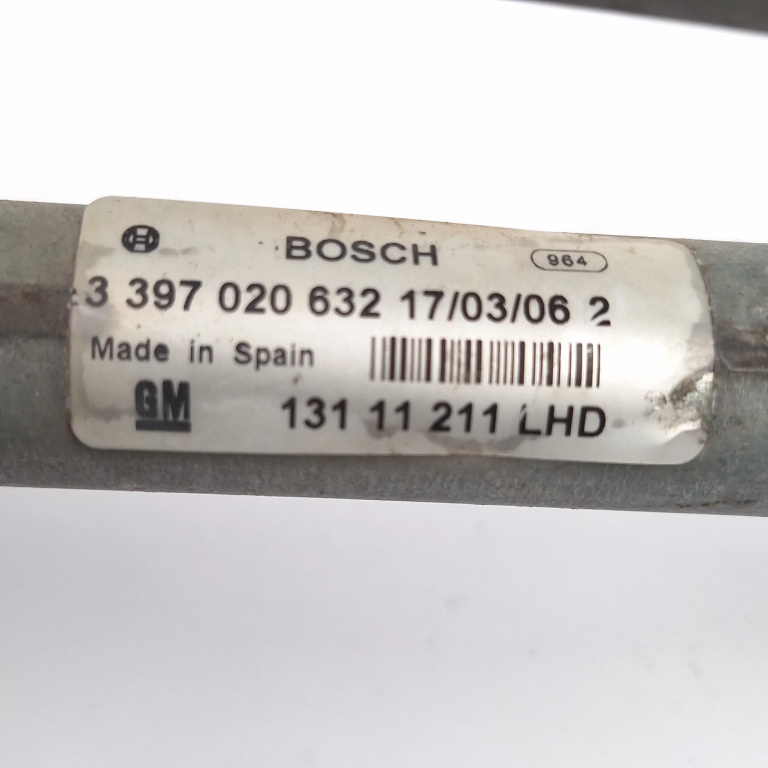 BOSCH 964
3 397 020 632 17/03/06 2
Made in Spain
GM 131 11 211 LHD